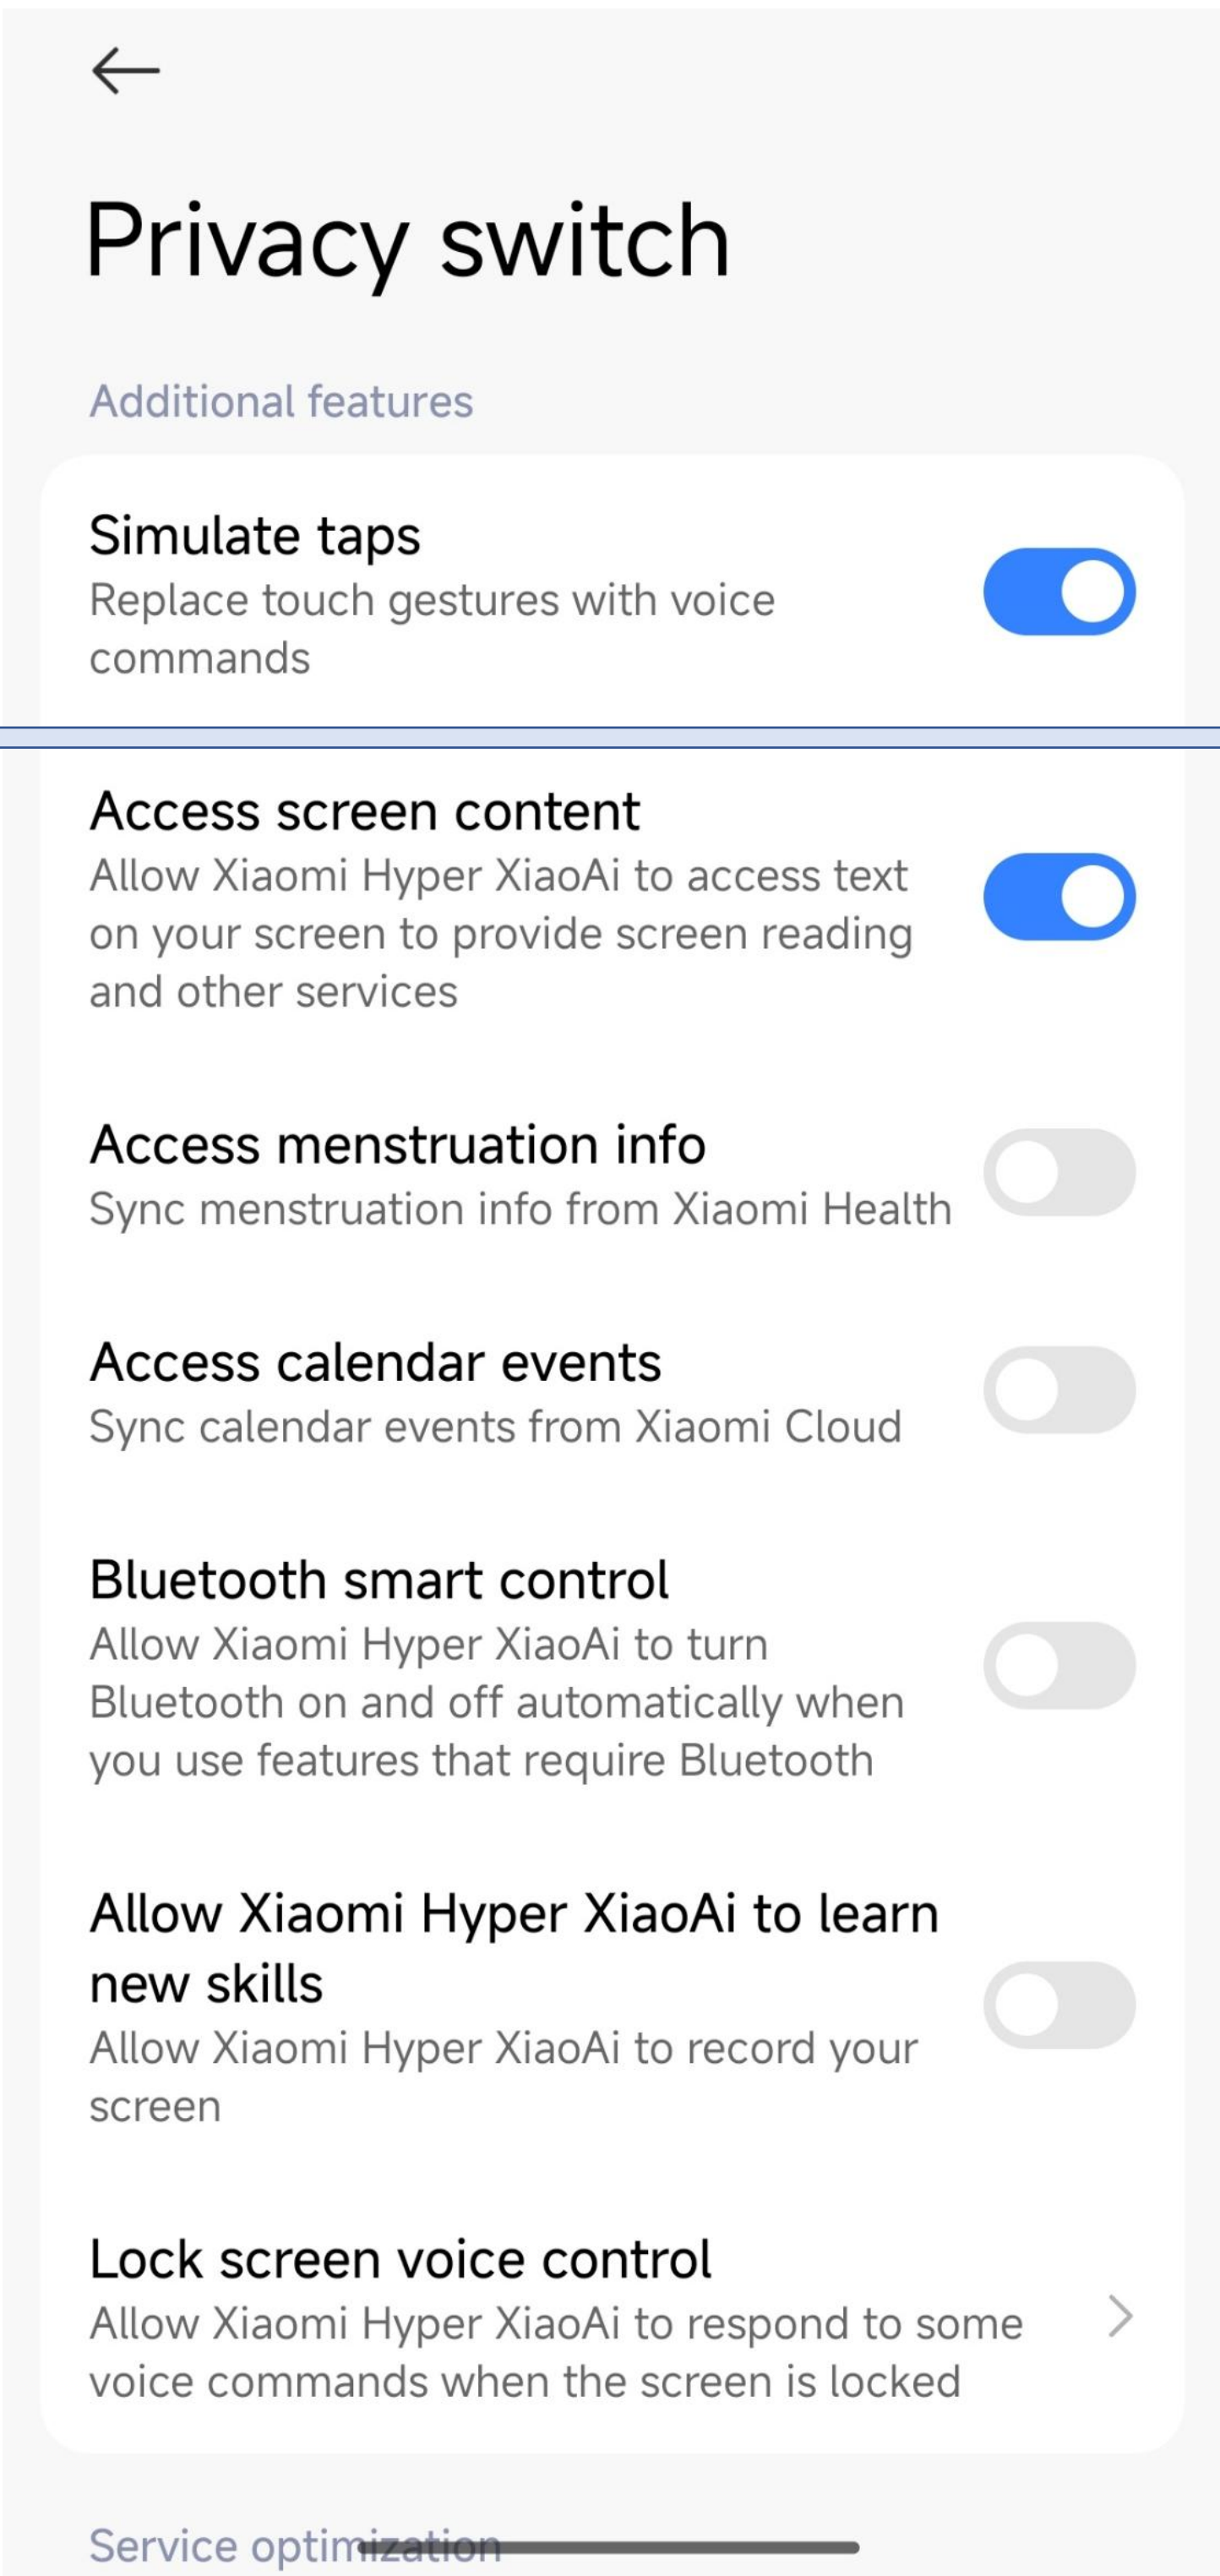 Privacy switch
Additional features
Simulate taps
Replace touch gestures with voice
commands
Access screen content
Allow Xiaomi Hyper XiaoAi to access text
on your screen to provide screen reading
and other services
Access menstruation info
Sync menstruation info from Xiaomi Health
Access calendar events
Sync calendar events from Xiaomi Cloud
Bluetooth smart control
Allow Xiaomi Hyper XiaoAi to turn
Bluetooth on and off automatically when
you use features that require Bluetooth
Allow Xiaomi Hyper XiaoAi to learn
new skills
Allow Xiaomi Hyper XiaoAi to record your
screen
Lock screen voice control
Allow Xiaomi Hyper XiaoAi to respond to some
voice commands when the screen is locked
Service optimization